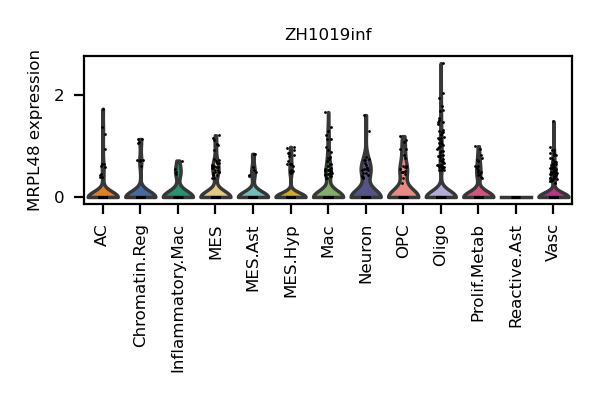 ZH1019inf
MRPL48 expression
2
0
AC
Chromatin.Reg
Inflammatory.Mac
MES
MES.Ast
MES.Hyp
Mac
Neuron
OPC
Oligo
Prolif.Metab
Reactive.Ast
Vasc